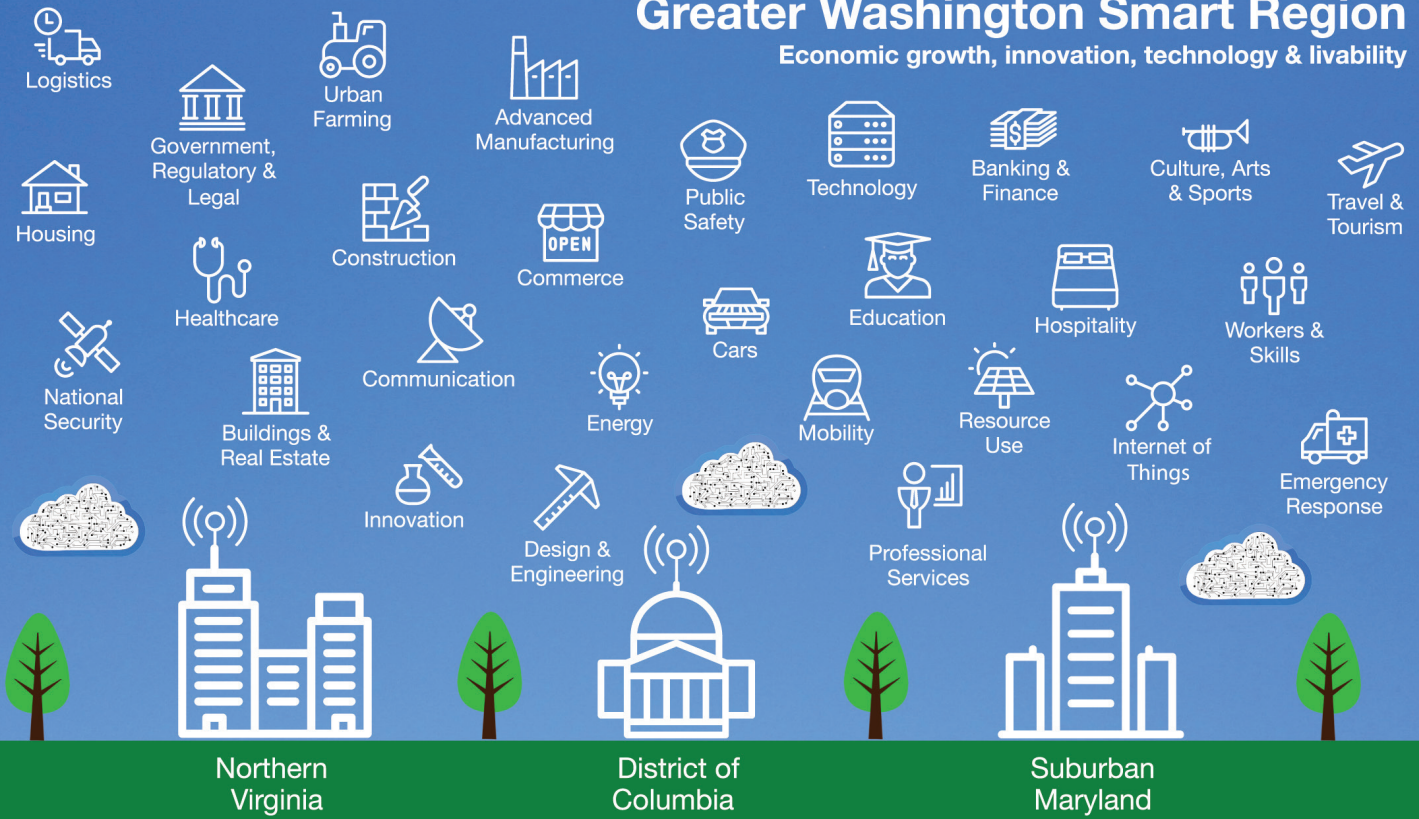 Greater Washington Smart Region
Economic growth, innovation, technology & livability
Logistics
Urban
Farming
Advanced
Manufacturing
Government,
Regulatory &
Legal
Housing
Public
Safety
Technology
Banking &
Finance
Culture, Arts
& Sports
Travel &
Tourism
Construction
OPEN
Commerce
Healthcare
Education
Hospitality
Workers &
Skills
Cars
National
Security
Communication
Buildings &
Real Estate
Energy
Mobility
Resource
Use
Internet of
Things
Emergency
Response
Innovation
Design &
Engineering
Professional
Services
Northern
Virginia
District of
Columbia
Suburban
Maryland